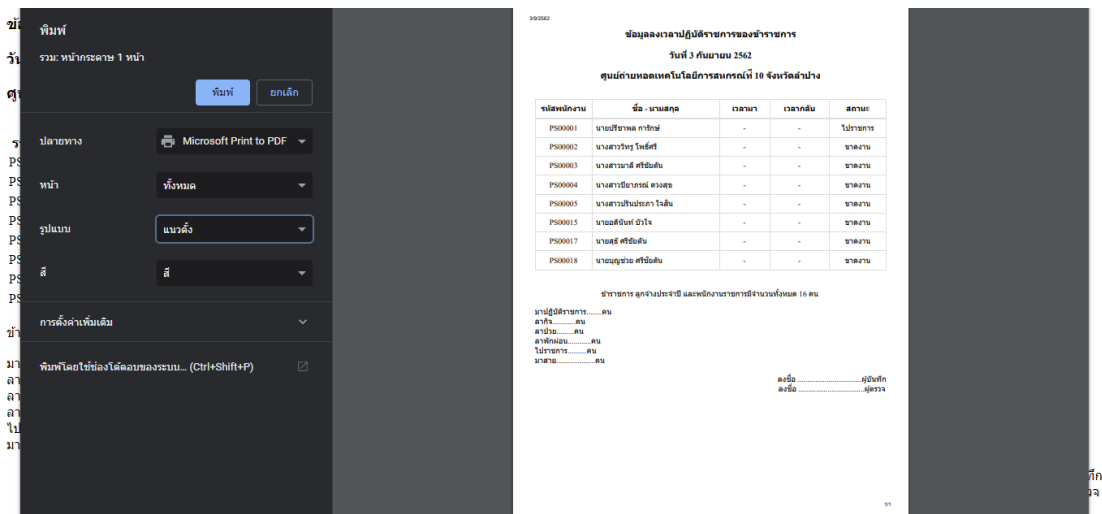 พิมพ์
รวม: หน้ากระดาษ 1 หน้า
พิมพ์
ยกเลิก
ปลายทาง
Microsoft Print to PDF
หน้า
ทั้งหมด
รูปแบบ
แนวตั้ง
สี
สี
การตั้งค่าเพิ่มเติม
พิมพ์โดยใช้ช่องโต้ตอบของระบบ... (Ctrl+Shift+P)
3/9/2562
ข้อมูลลงเวลาปฏิบัติราชการของข้าราชการ
วันที่ 3 กันยายน 2562
ศูนย์ถ่ายทอดเทคโนโลยีการสหกรณ์ที่ 10 จังหวัดลำปาง
รหัสพนักงาน ชื่อ - นามสกุล เวลามา เวลากลับ สถานะ
PS00001 นายปรีชาพล การักษ์ - - ไปราชการ
PS00002 นางสาววิทรู โพธิ์ศรี - - ขาดงาน
PS00003 นางสาวมาลี ศรีชัยตัน - - ขาดงาน
PS00004 นางสาวปิยาภรณ์ ดวงสุข - - ขาดงาน
PS00005 นางสาวปรินประภา ใจสืน - - ขาดงาน
PS00015 นายอตินันท์ บัวใจ - - ขาดงาน
PS00017 นายสุธี ศรีชัยตัน - - ขาดงาน
PS00018 นายบุญช่วย ศรีชัยตัน - - ขาดงาน
ข้าราชการ ลูกจ้างประจำปี และพนักงานราชการมีจำนวนทั้งหมด 16 คน
มาปฏิบัติราชการ........คน
ลากิจ............คน
ลาป่วย........คน
ลาพักผ่อน............คน
ไปราชการ..........คน
มาสาย....................คน
ลงชื่อ .................................ผู้บันทึก
ลงชื่อ .................................ผู้ตรวจ
1/1